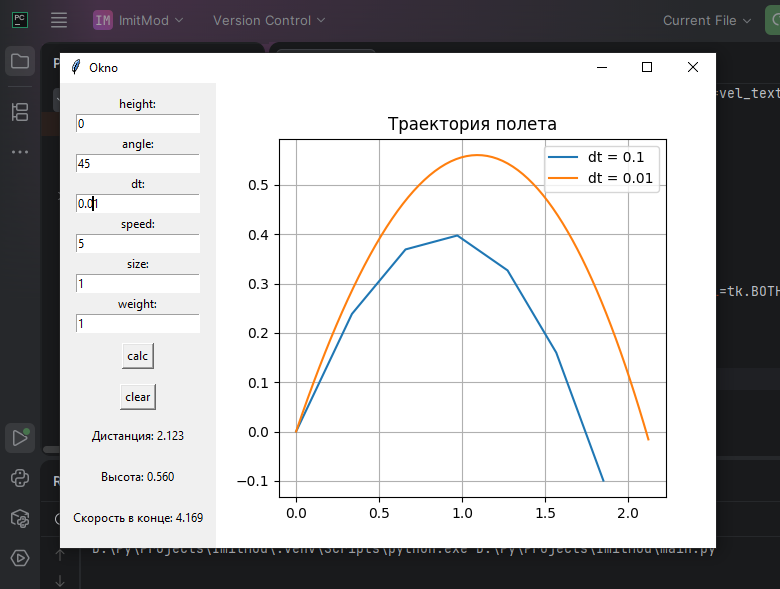 PC
IM ImitMod
Version Control
Current File
Okno
height:
0
angle:
45
dt:
0.01
speed:
5
size:
1
weight:
1
calc
clear
Дистанция: 2.123
Высота: 0.560
Скорость в конце: 4.169
Траектория полета
dt = 0.1
dt = 0.01
0.5
0.4
0.3
0.2
0.1
0.0
−0.1
0.0 0.5 1.0 1.5 2.0
=vel_text
=tk.BOTH
D:\Py\Projects\ImitMod\.venv\Scripts\python.exe D:\Py\Projects\ImitMod\main.py